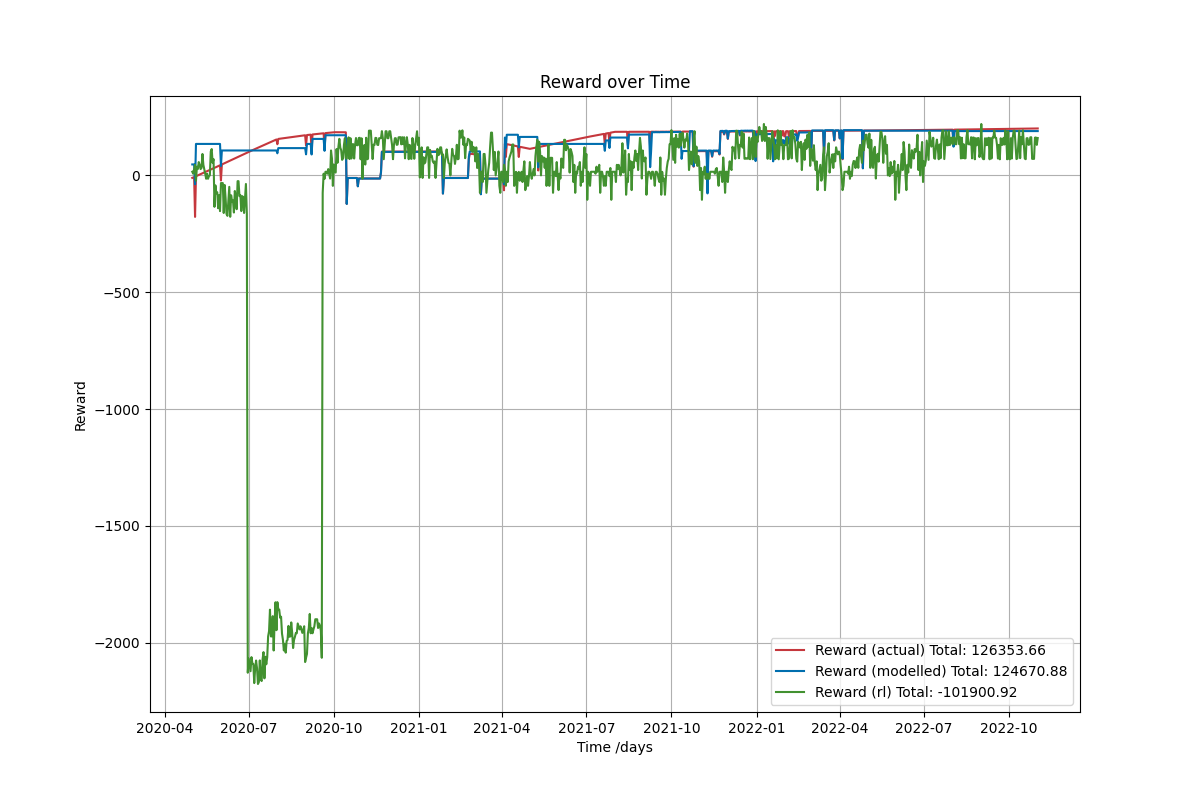 Reward over Time
Reward
0
−500
−1000
−1500
−2000
2020-04 2020-07 2020-10 2021-01 2021-04 2021-07 2021-10 2022-01 2022-04 2022-07 2022-10
Time /days
Reward (actual) Total: 126353.66
Reward (modelled) Total: 124670.88
Reward (rl) Total: -101900.92